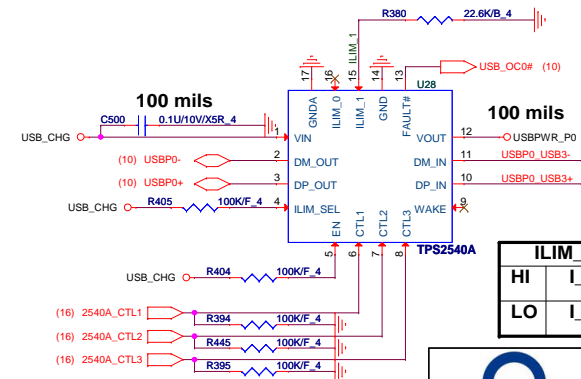 R380 22.6K/B_4
ILIM_1
17 16 15 14 13
USB_OC0# (10)
U28
GNDA ILIM_0 ILIM_1 GND FAULT#
100 mils
100 mils
C500 0.1U/10V/X5R_4
USB_CHG 1 VIN VOUT 12 USBPWR_P0
(10) USBP0- 2 DM_OUT DM_IN 11 USBP0_USB3-
(10) USBP0+ 3 DP_OUT DP_IN 10 USBP0_USB3+
USB_CHG R405 100K/F_4 4 ILIM_SEL WAKE 9
EN CTL1 CTL2 CTL3
TPS2540A
5 6 7 8
ILIM_
HI I_
LO I_
USB_CHG R404 100K/F_4
(16) 2540A_CTL1
R394 100K/F_4
(16) 2540A_CTL2
R445 100K/F_4
(16) 2540A_CTL3
R395 100K/F_4